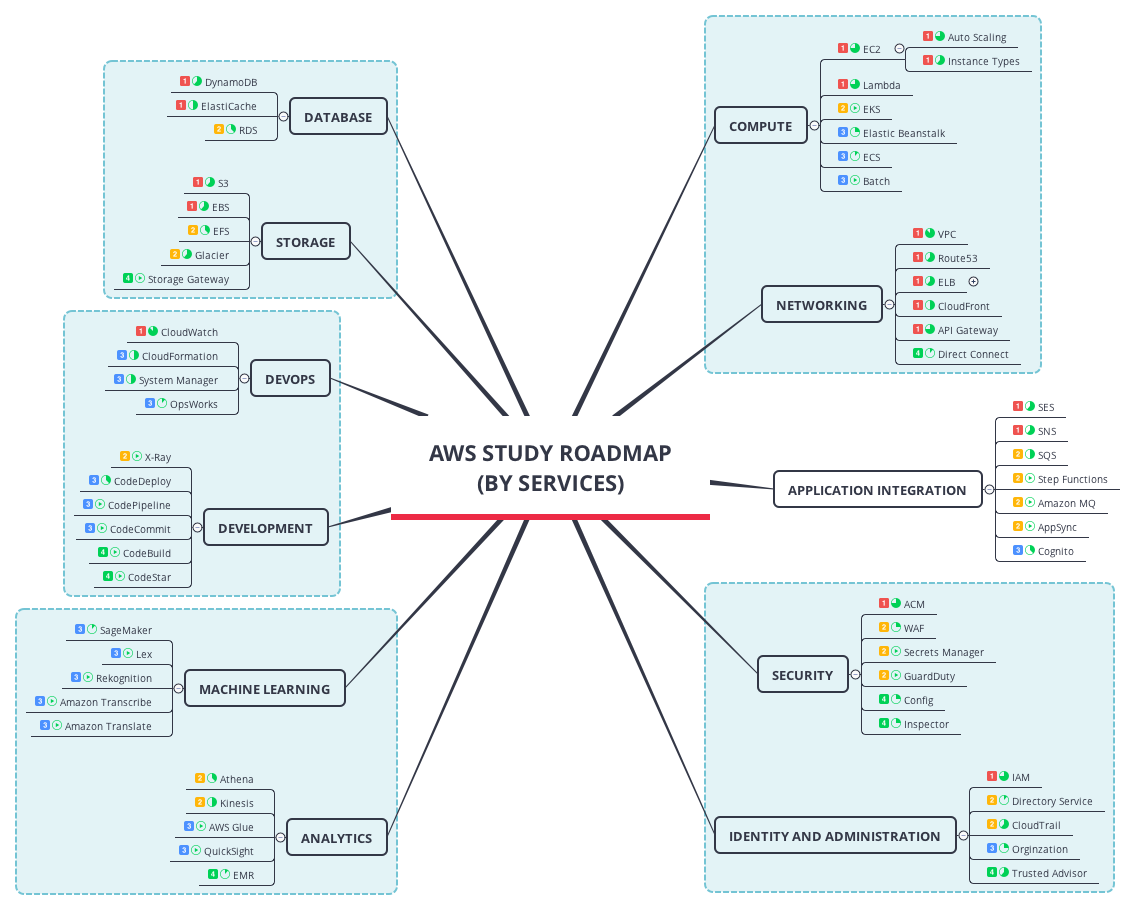 AWS STUDY ROADMAP
(BY SERVICES)
DATABASE
1 DynamoDB
1 ElastiCache
2 RDS
STORAGE
1 S3
1 EBS
2 EFS
2 Glacier
4 Storage Gateway
DEVOPS
1 CloudWatch
3 CloudFormation
3 System Manager
3 OpsWorks
DEVELOPMENT
2 X-Ray
3 CodeDeploy
3 CodePipeline
3 CodeCommit
4 CodeBuild
4 CodeStar
MACHINE LEARNING
3 SageMaker
3 Lex
3 Rekognition
3 Amazon Transcribe
3 Amazon Translate
ANALYTICS
2 Athena
2 Kinesis
3 AWS Glue
3 QuickSight
4 EMR
COMPUTE
1 EC2
1 Auto Scaling
1 Instance Types
1 Lambda
2 EKS
3 Elastic Beanstalk
3 ECS
3 Batch
NETWORKING
1 VPC
1 Route53
1 ELB
1 CloudFront
1 API Gateway
4 Direct Connect
APPLICATION INTEGRATION
1 SES
1 SNS
2 SQS
2 Step Functions
2 Amazon MQ
2 AppSync
3 Cognito
SECURITY
1 ACM
2 WAF
2 Secrets Manager
2 GuardDuty
4 Config
4 Inspector
IDENTITY AND ADMINISTRATION
1 IAM
2 Directory Service
2 CloudTrail
3 Orginzation
4 Trusted Advisor